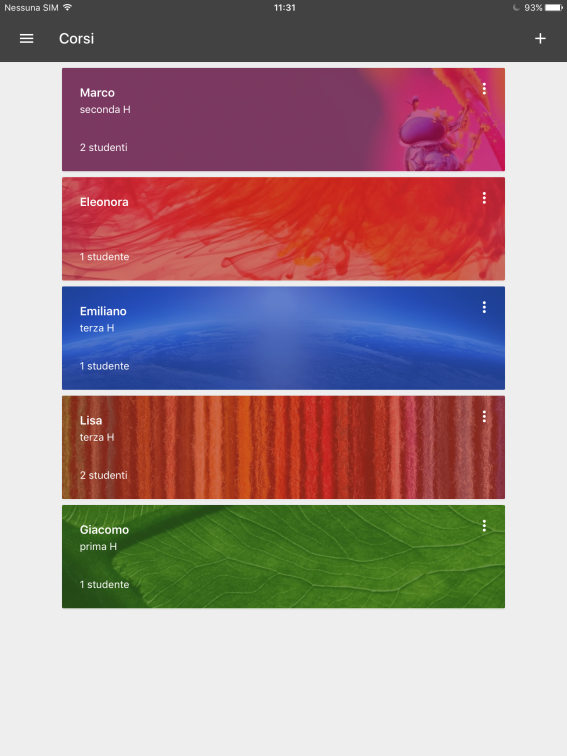 Nessuna SIM 11:31 93%
Corsi
Marco
seconda H
2 studenti
Eleonora
1 studente
Emiliano
terza H
1 studente
Lisa
terza H
2 studenti
Giacomo
prima H
1 studente